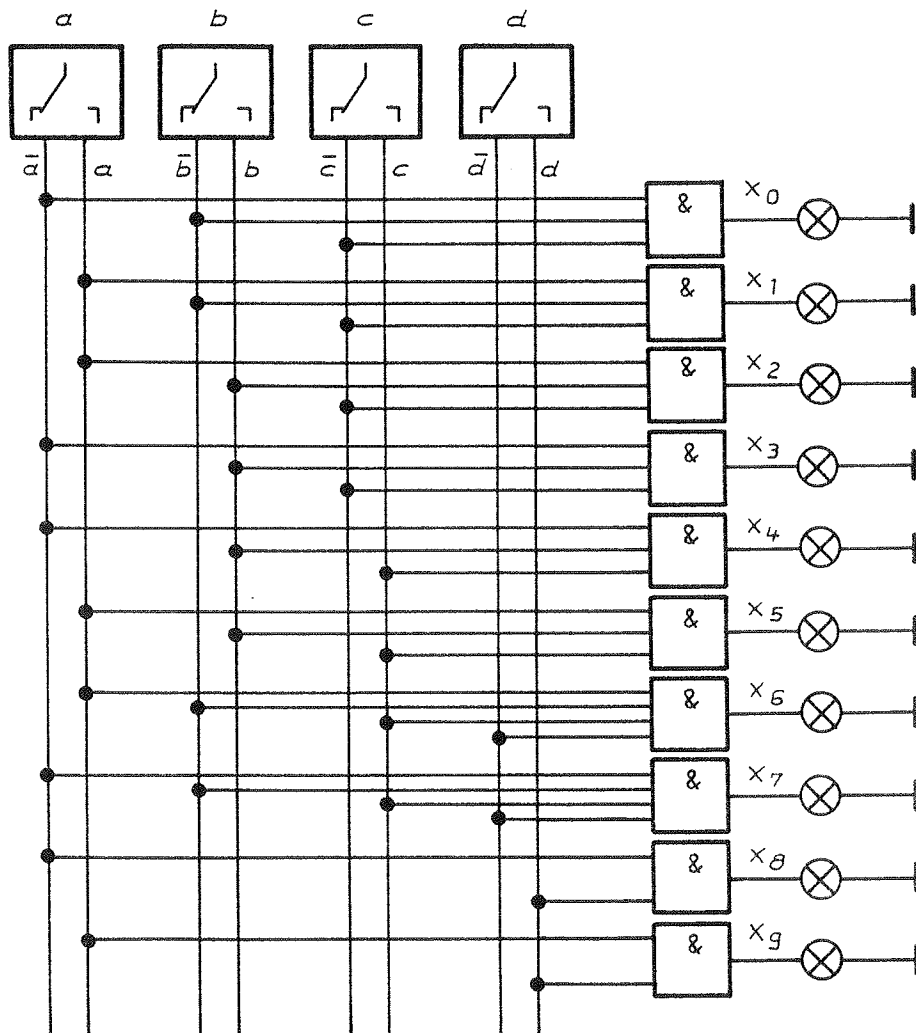 a b c d
a̅ a b̅ b c̅ c d̅ d
& x0
& x1
& x2
& x3
& x4
& x5
& x6
& x7
& x8
& x9